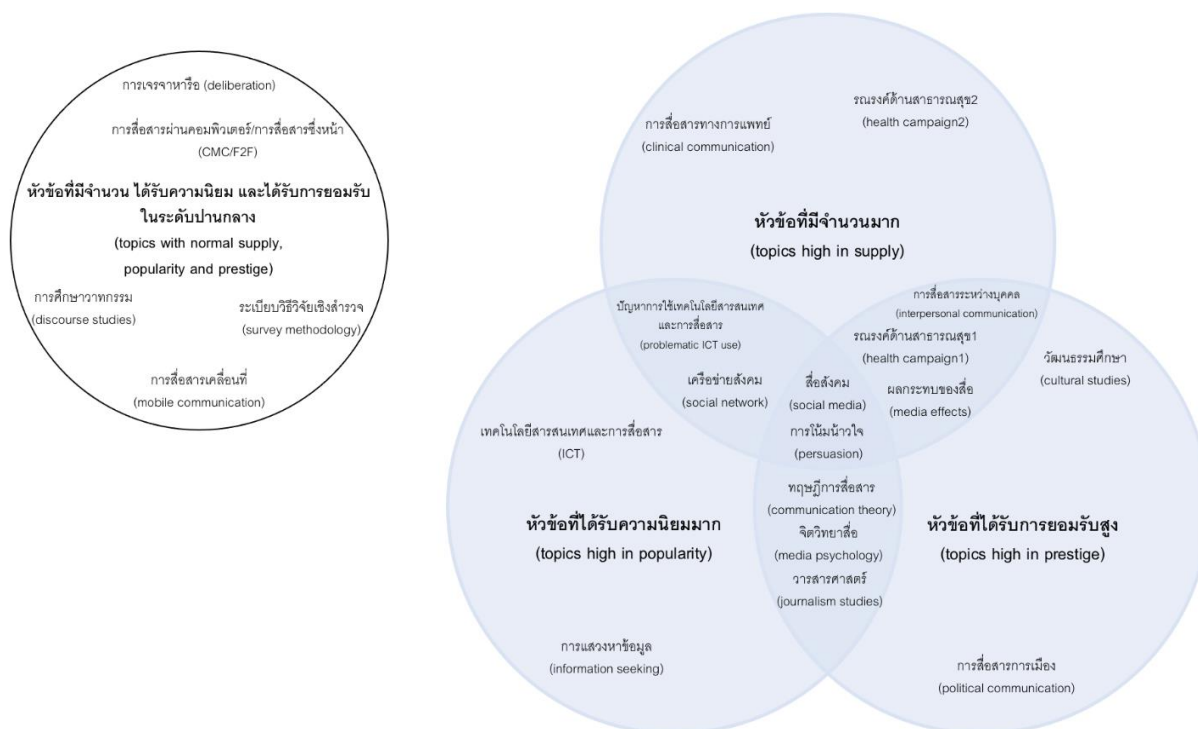 การเจรจาหารือ (deliberation)
การสื่อสารผ่านคอมพิวเตอร์/การสื่อสารซึ่งหน้า
(CMC/F2F)
หัวข้อที่มีจำนวน ได้รับความนิยม และได้รับการยอมรับ
ในระดับปานกลาง
(topics with normal supply,
popularity and prestige)
การศึกษาวาทกรรม
(discourse studies)
ระเบียบวิธีวิจัยเชิงสำรวจ
(survey methodology)
การสื่อสารเคลื่อนที่
(mobile communication)
รณรงค์ด้านสาธารณสุข2
(health campaign2)
การสื่อสารทางการแพทย์
(clinical communication)
หัวข้อที่มีจำนวนมาก
(topics high in supply)
ปัญหาการใช้เทคโนโลยีสารสนเทศ
และการสื่อสาร
(problematic ICT use)
การสื่อสารระหว่างบุคคล
(interpersonal communication)
รณรงค์ด้านสาธารณสุข1
(health campaign1)
วัฒนธรรมศึกษา
(cultural studies)
เครือข่ายสังคม
(social network)
สื่อสังคม
(social media)
ผลกระทบของสื่อ
(media effects)
เทคโนโลยีสารสนเทศและการสื่อสาร
(ICT)
การโน้มน้าวใจ
(persuasion)
ทฤษฎีการสื่อสาร
(communication theory)
หัวข้อที่ได้รับความนิยมมาก
(topics high in popularity)
จิตวิทยาสื่อ
(media psychology)
หัวข้อที่ได้รับการยอมรับสูง
(topics high in prestige)
วารสารศาสตร์
(journalism studies)
การแสวงหาข้อมูล
(information seeking)
การสื่อสารการเมือง
(political communication)